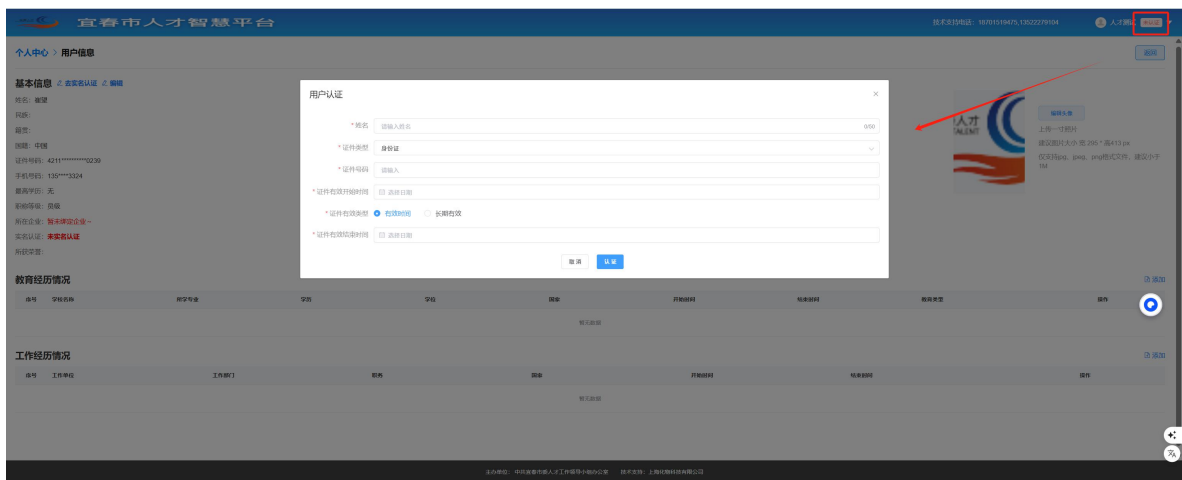 宜春市人才智慧平台
技术支持电话：18701519475,13522279104
人才测试 未认证
个人中心 > 用户信息
返回
基本信息 去实名认证 编辑
姓名：崔望
民族：
籍贯：
国籍：中国
证件号码：4211**********0239
手机号码：135****3324
最高学历：无
职称等级：
所在企业：暂未绑定企业~
实名认证：未实名认证
所获荣誉：
用户认证
* 姓名 请输入姓名 0/60
* 证件类型 身份证
* 证件号码 请输入
* 证件有效开始时间 选择日期
* 证件有效类型 有效时间 长期有效
* 证件有效结束时间 选择日期
取 消 认 证
人才
TALENT
编辑头像
上传一寸照片
建议图片大小 宽 295 * 高413 px
仅支持jpg、jpeg、png格式文件，建议小于
1M
教育经历情况 添加
序号 学校名称 所学专业 学历 学位 国家 开始时间 结束时间 教育类型 操作
暂无数据
工作经历情况 添加
序号 工作单位 工作部门 职务 国家 开始时间 结束时间 操作
暂无数据
主办单位：中共宜春市委人才工作领导小组办公室 技术支持：上海